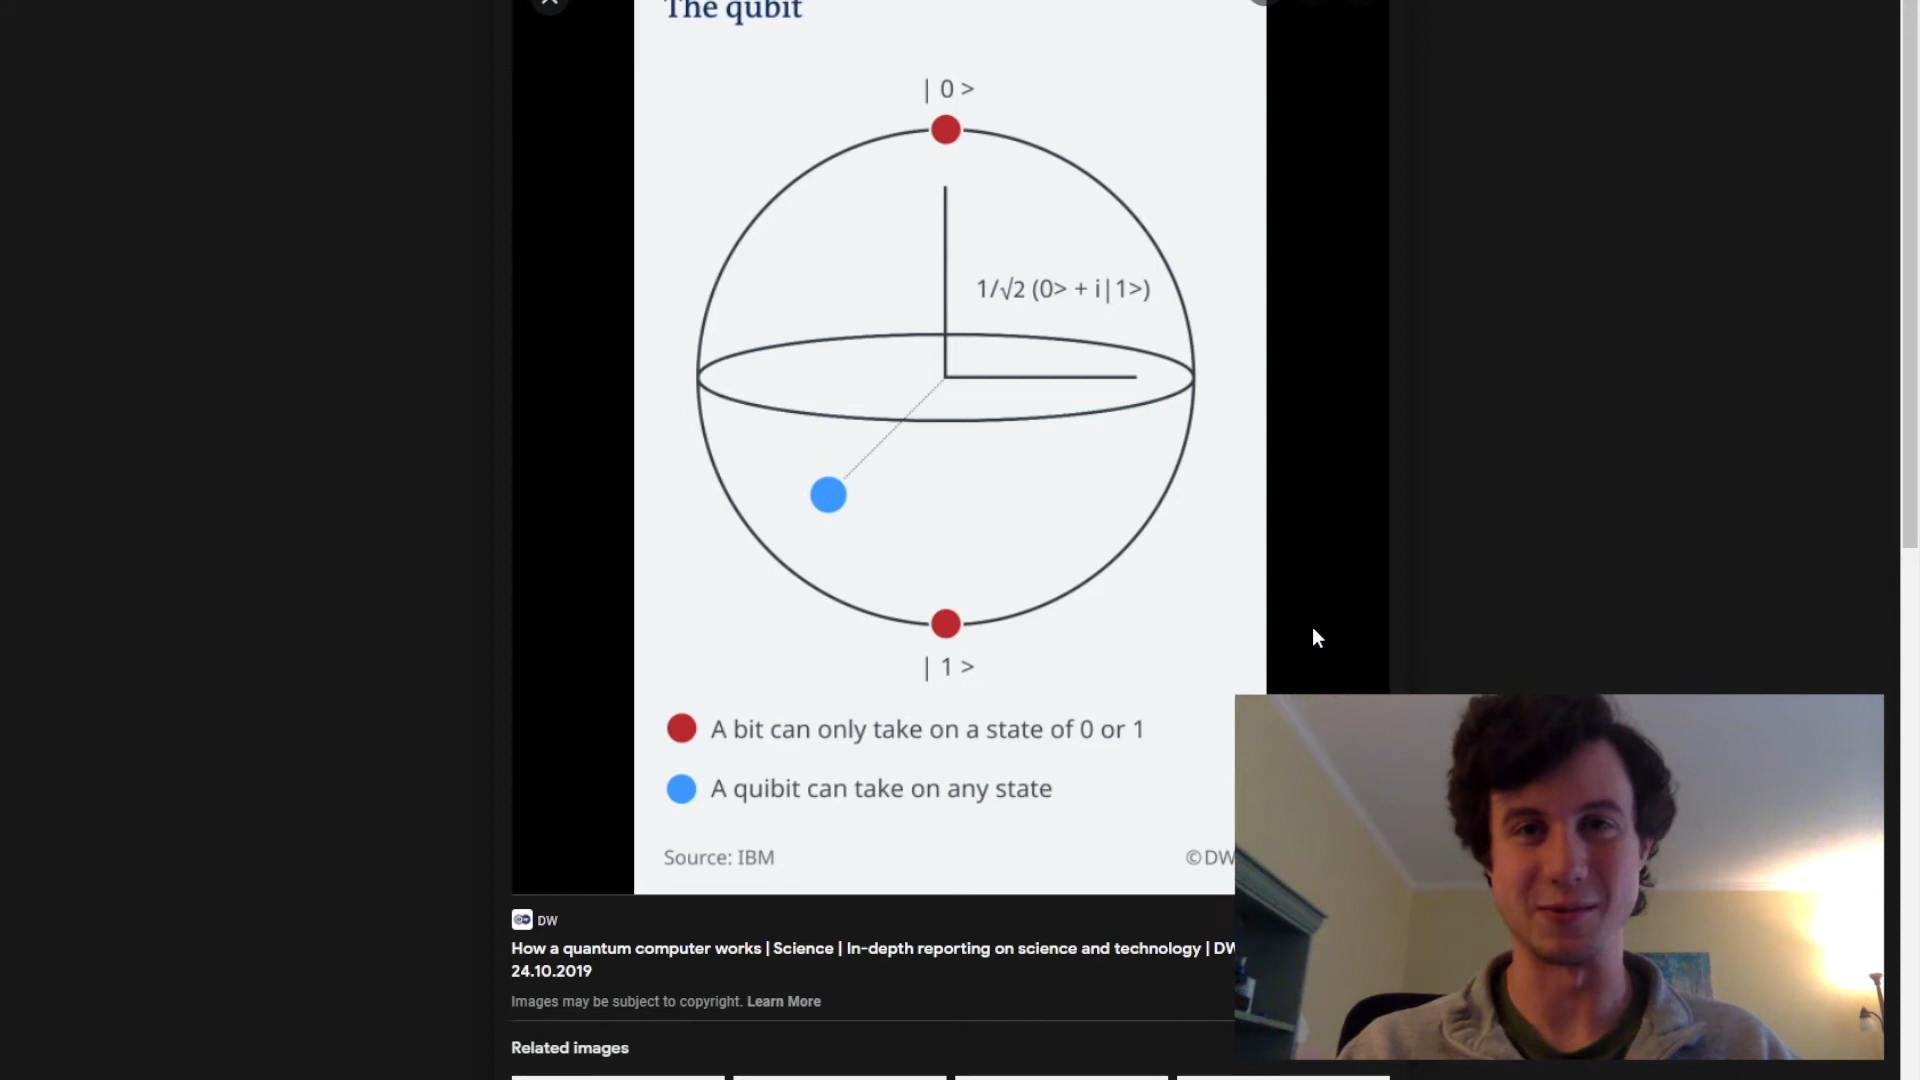 The qubit
| 0 >
1/√2 (0> + i|1>)
| 1 >
A bit can only take on a state of 0 or 1
A quibit can take on any state
Source: IBM
©DW
DW
How a quantum computer works | Science | In-depth reporting on science and technology | DW
24.10.2019
Images may be subject to copyright. Learn More
Related images